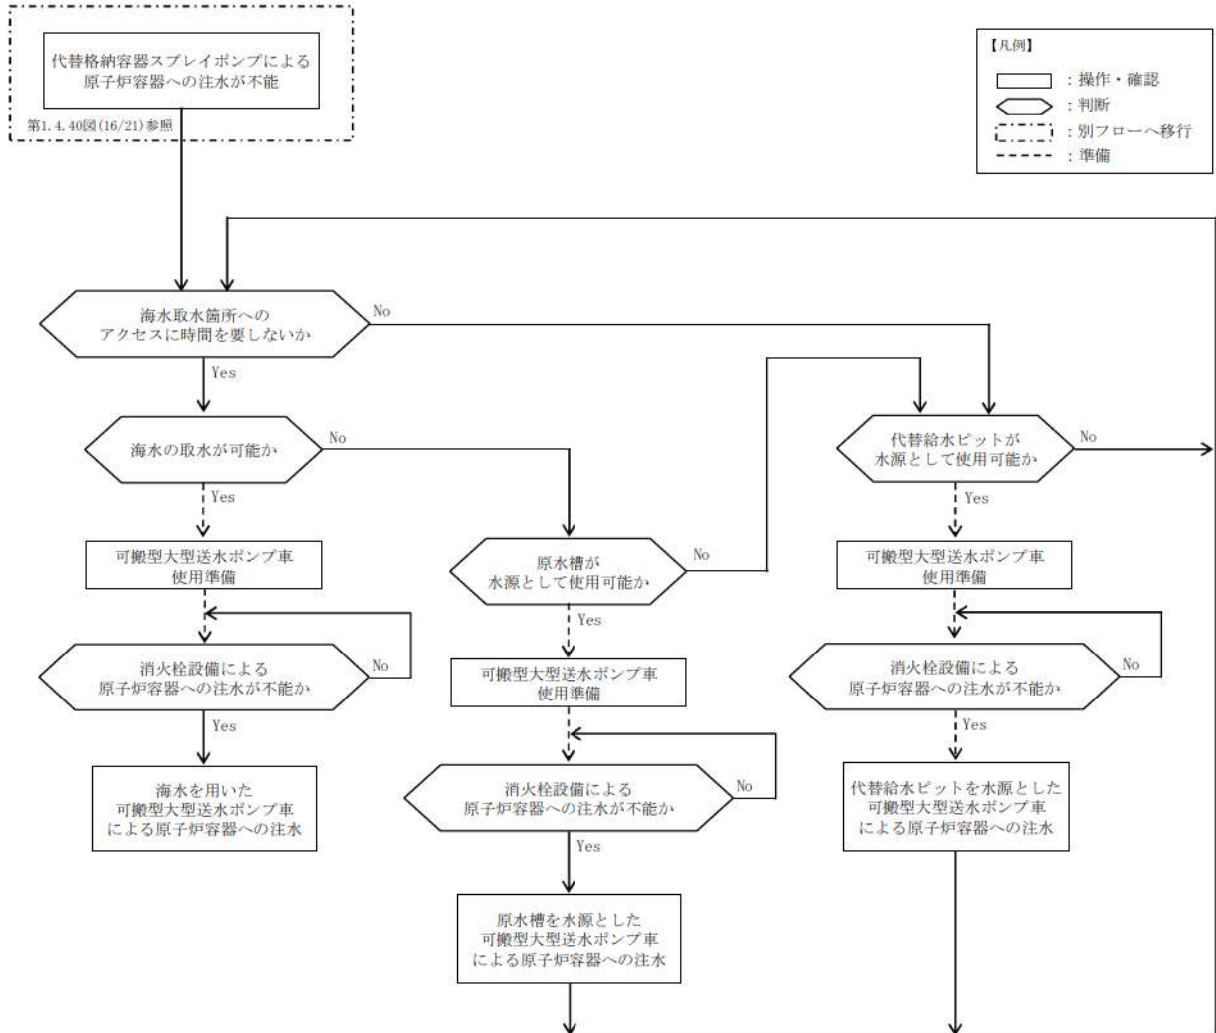 代替格納容器スプレイポンプによる
原子炉容器への注水が不能
第1.4.40図(16/21)参照
【凡例】
：操作・確認
：判断
：別フローへ移行
：準備
海水取水箇所への
アクセスに時間を要しないか
No
Yes
海水の取水が可能か
No
Yes
代替給水ピットが
水源として使用可能か
No
Yes
可搬型大型送水ポンプ車
使用準備
原水槽が
水源として使用可能か
No
Yes
可搬型大型送水ポンプ車
使用準備
消火栓設備による
原子炉容器への注水が不能か
No
Yes
可搬型大型送水ポンプ車
使用準備
消火栓設備による
原子炉容器への注水が不能か
No
Yes
海水を用いた
可搬型大型送水ポンプ車
による原子炉容器への注水
消火栓設備による
原子炉容器への注水が不能か
No
Yes
代替給水ピットを水源とした
可搬型大型送水ポンプ車
による原子炉容器への注水
原水槽を水源とした
可搬型大型送水ポンプ車
による原子炉容器への注水